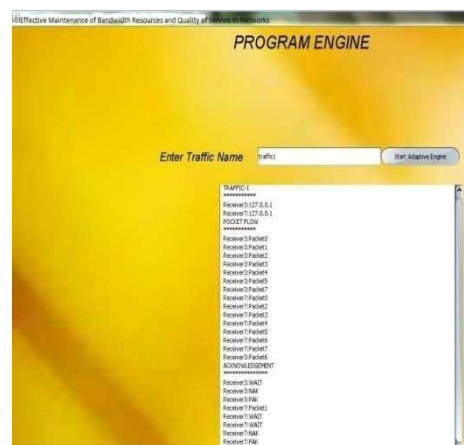 Effective Maintenance of Bandwidth Resources and Quality of Service in Networks
PROGRAM ENGINE
Enter Traffic Name
traffic1
Start Adaptive Engine
TRAFFIC-1
***********
Receiver3:127.0.0.1
Receiver7:127.0.0.1
POCKET FLOW
***********
Receiver3:Packet0
Receiver3:Packet1
Receiver3:Packet2
Receiver3:Packet3
Receiver3:Packet4
Receiver3:Packet5
Receiver3:Packet7
Receiver7:Packet0
Receiver7:Packet2
Receiver7:Packet3
Receiver7:Packet4
Receiver7:Packet5
Receiver7:Packet6
Receiver7:Packet7
Receiver3:Packet6
ACKNOWLEDGEMENT
***************
Receiver3:WAIT
Receiver3:NAK
Receiver3:PAK
Receiver7:Packet1
Receiver7:WAIT
Receiver7:WAIT
Receiver7:NAK
Receiver7:PAK